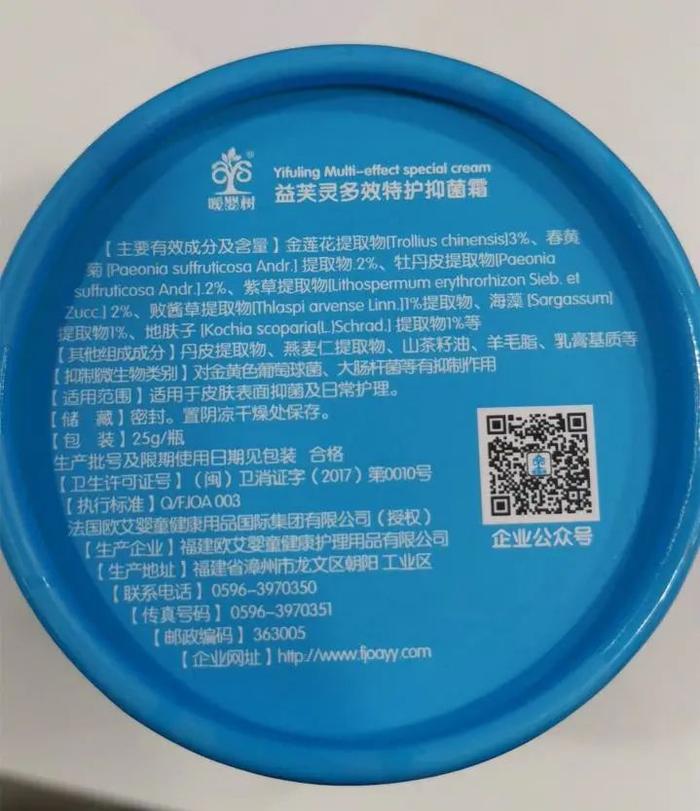 Yifuling Multi-effect special cream
益芙灵多效特护抑菌霜
暖婴树
【主要有效成分及含量】金莲花提取物[Trollius chinensis]3%、春黄
菊 [Paeonia suffruticosa Andr.] 提取物 2%、牡丹皮提取物[Paeonia
suffruticosa Andr.] 2%、紫草提取物[Lithospermum erythrorhizon Sieb. et
Zucc.] 2%、败酱草提取物[Thlaspi arvense Linn.]1%提取物、海藻 [Sargassum]
提取物1%、地肤子 [Kochia scoparia(L.)Schrad.] 提取物1%等
【其他组成成分】丹皮提取物、燕麦仁提取物、山茶籽油、羊毛脂、乳膏基质等
【抑制微生物类别】对金黄色葡萄球菌、大肠杆菌等有抑制作用
【适用范围】适用于皮肤表面抑菌及日常护理。
【储 藏】密封。置阴凉干燥处保存。
【包 装】25g/瓶
生产批号及限期使用日期见包装 合格
【卫生许可证号】（闽）卫消证字（2017）第0010号
【执行标准】Q/FJOA 003
法国欧艾婴童健康用品国际集团有限公司（授权）
【生产企业】福建欧艾婴童健康护理用品有限公司
【生产地址】福建省漳州市龙文区朝阳 工业区
【联系电话】0596-3970350
【传真号码】0596-3970351
【邮政编码】363005
【企业网址】http://www.fjoayy.com
企业公众号